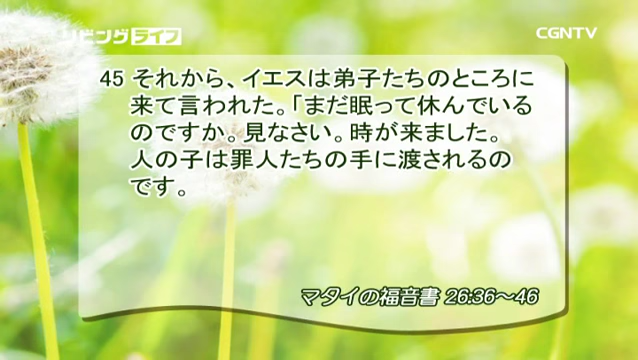 リビングライフ
CGNTV
45 それから、イエスは弟子たちのところに
来て言われた。「まだ眠って休んでいる
のですか。見なさい。時が来ました。
人の子は罪人たちの手に渡されるの
です。
マタイの福音書 26:36～46